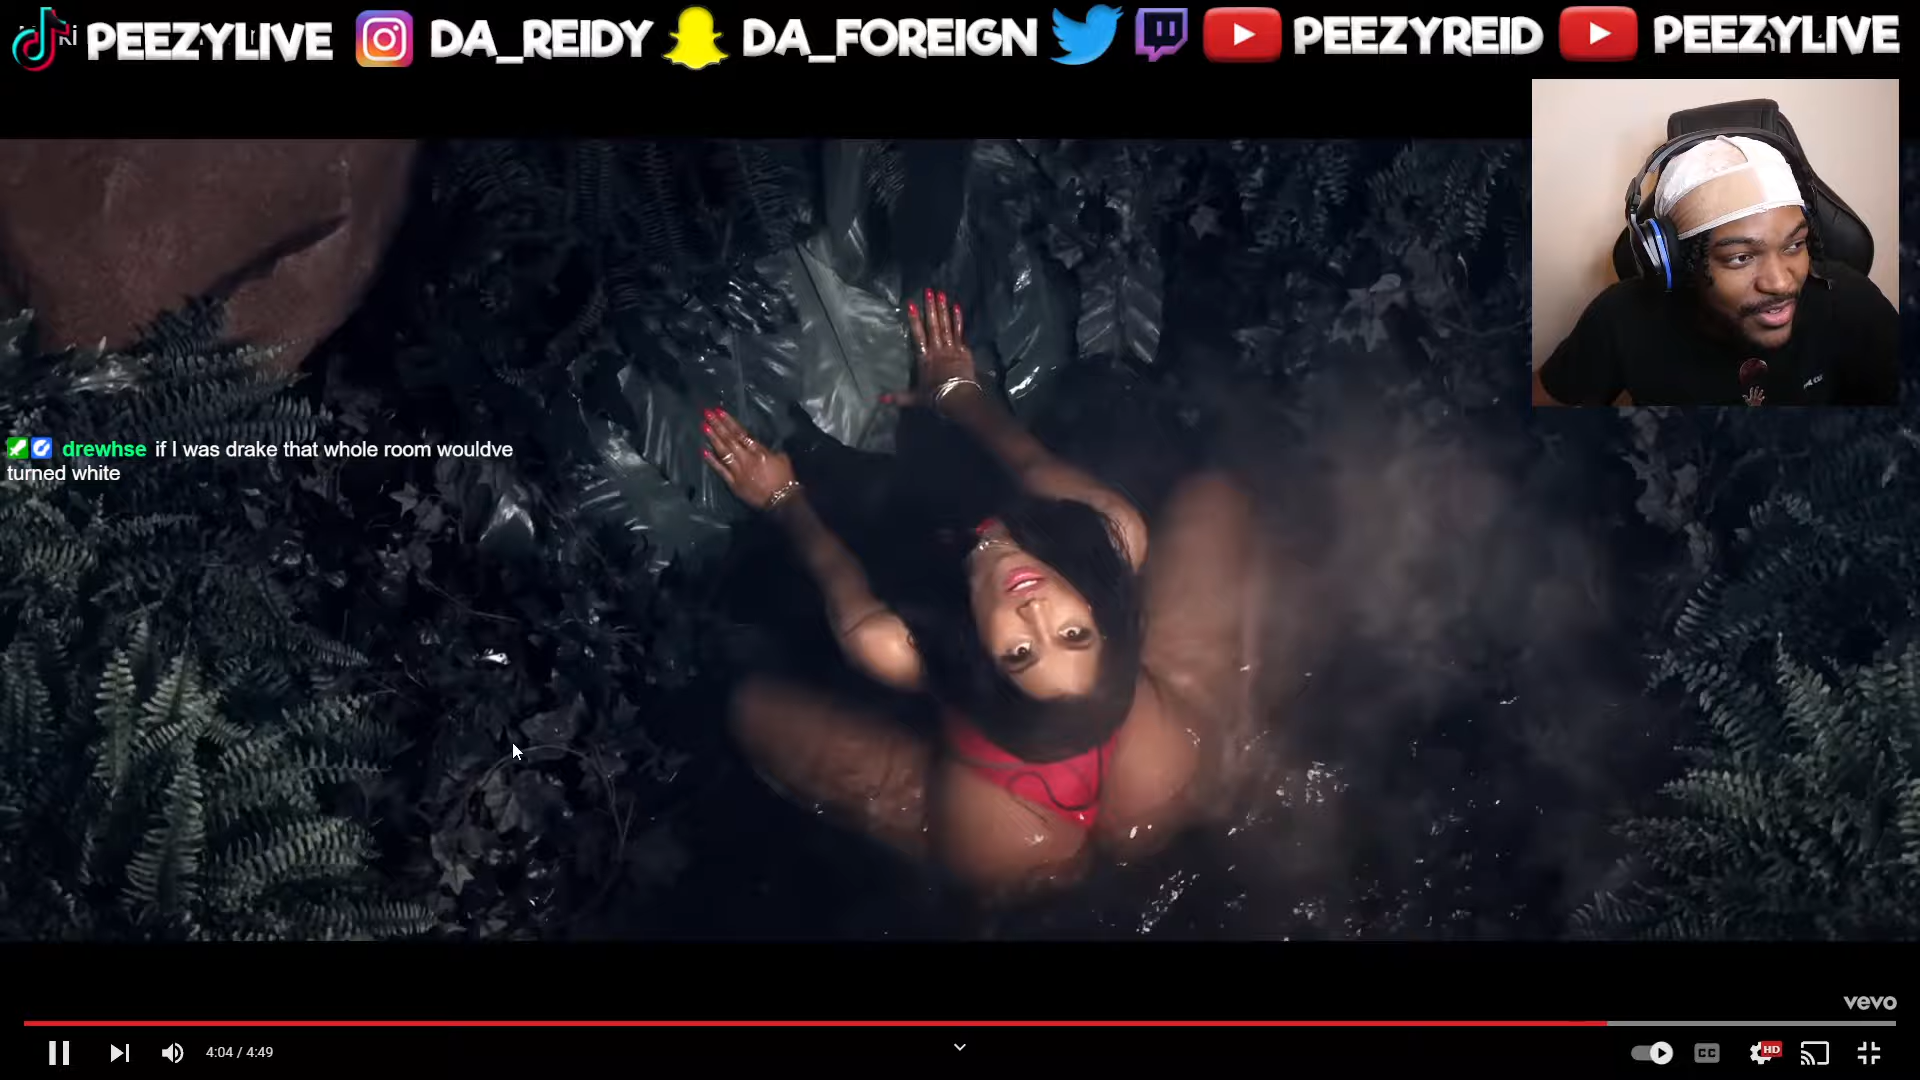 PEEZYLIVE DA_REIDY DA_FOREIGN PEEZYREID PEEZYLIVE
drewhse if I was drake that whole room wouldve
turned white
vevo
4:04 / 4:49
CC HD